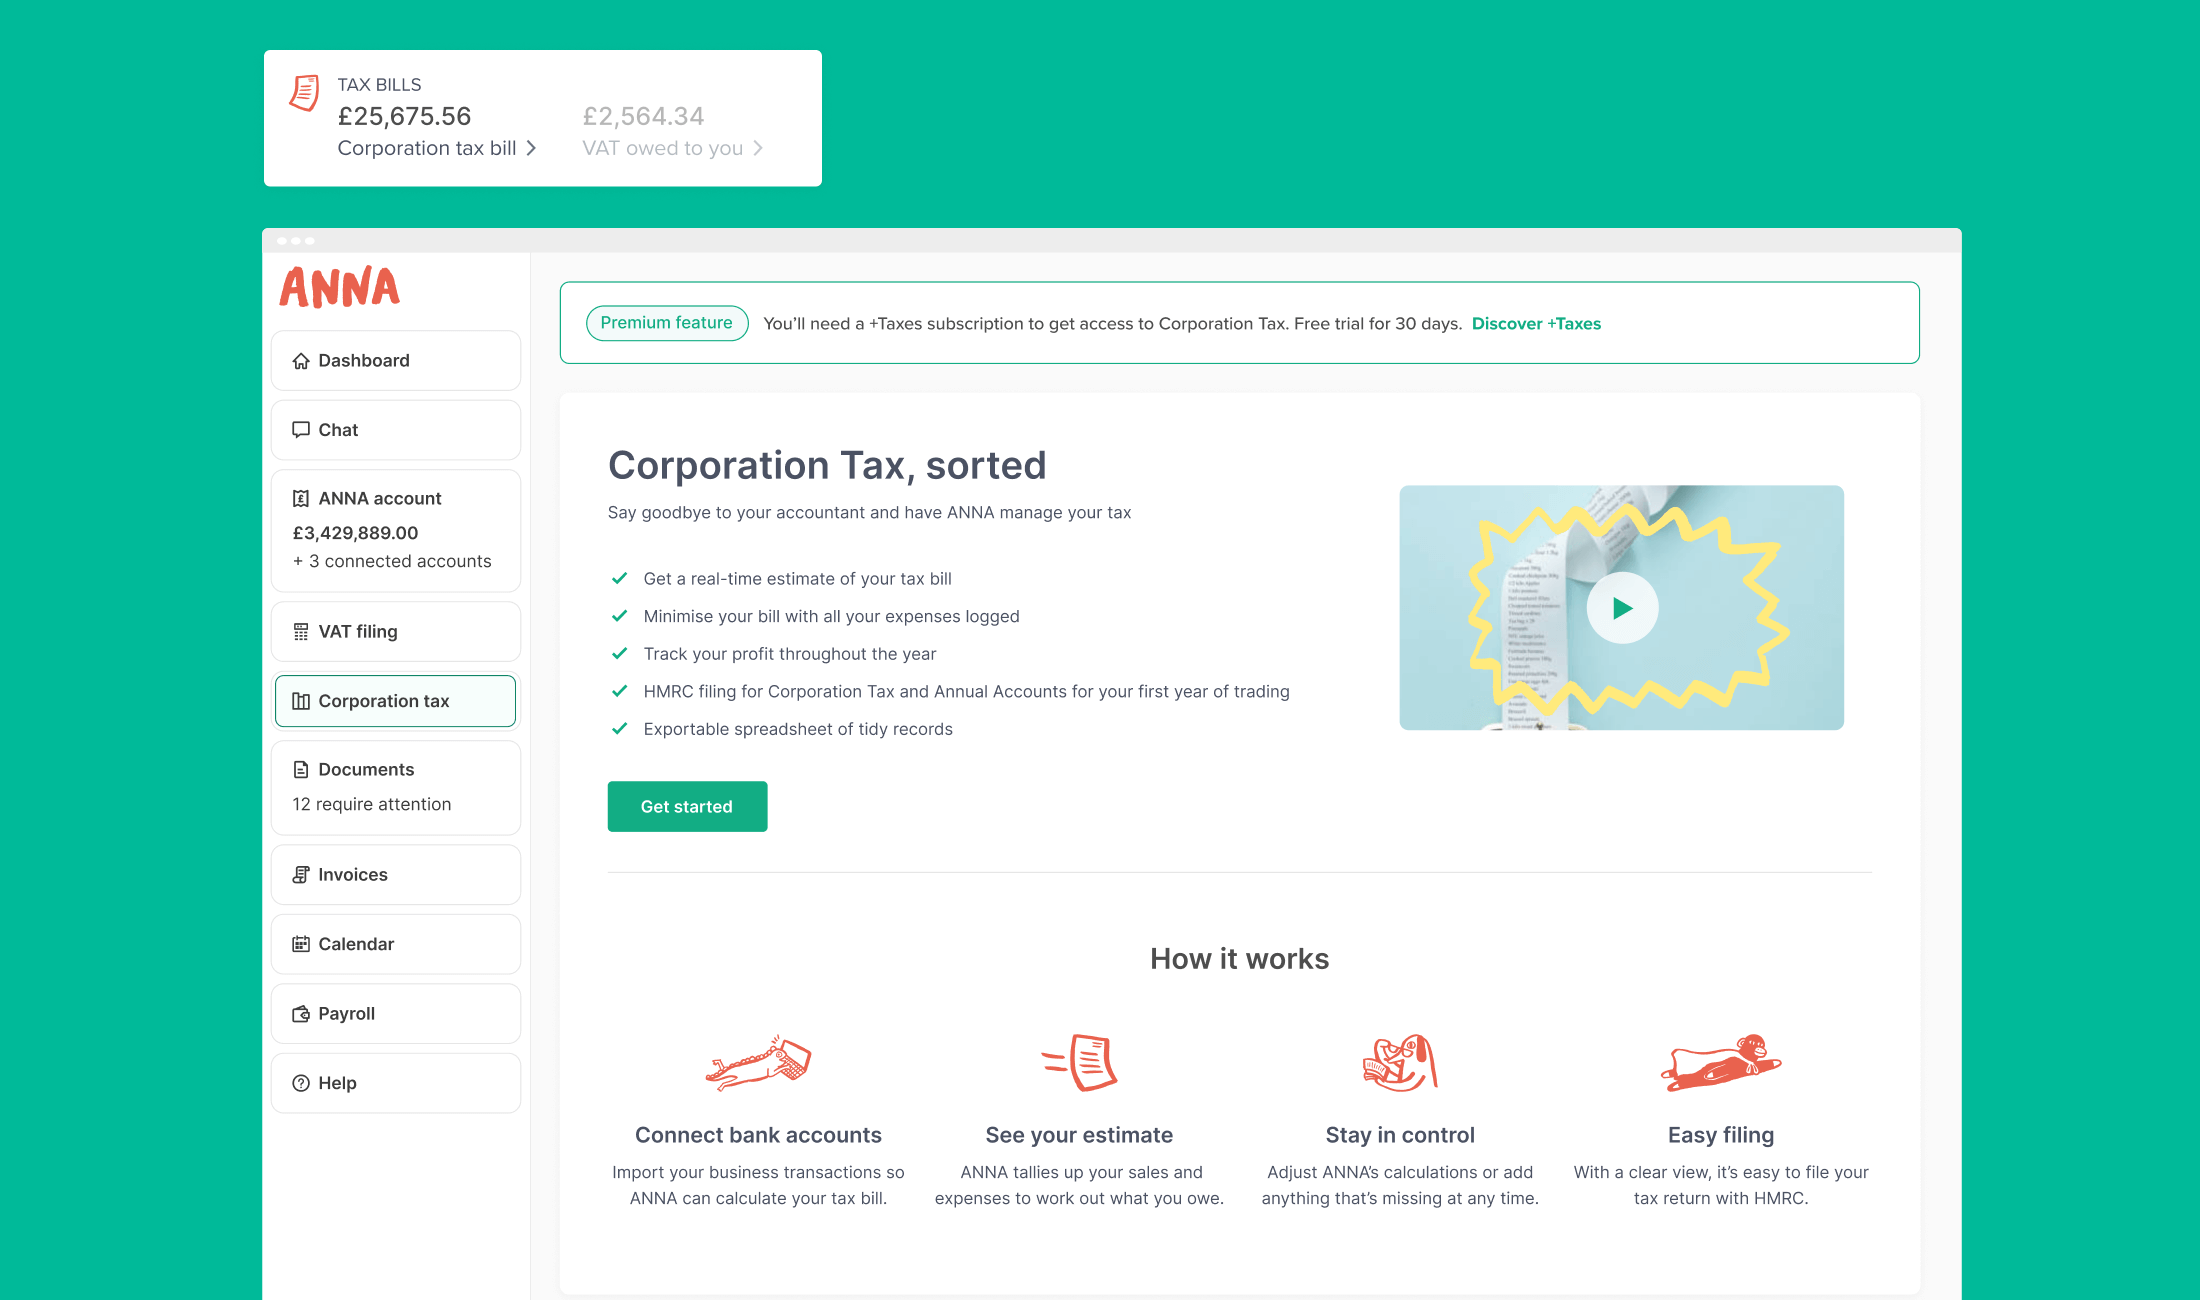 TAX BILLS
£25,675.56
Corporation tax bill
£2,564.34
VAT owed to you
ANNA
Dashboard
Chat
ANNA account
£3,429,889.00
+ 3 connected accounts
VAT filing
Corporation tax
Documents
12 require attention
Invoices
Calendar
Payroll
Help
Premium feature
You’ll need a +Taxes subscription to get access to Corporation Tax. Free trial for 30 days. Discover +Taxes
Corporation Tax, sorted
Say goodbye to your accountant and have ANNA manage your tax
Get a real-time estimate of your tax bill
Minimise your bill with all your expenses logged
Track your profit throughout the year
HMRC filing for Corporation Tax and Annual Accounts for your first year of trading
Exportable spreadsheet of tidy records
Get started
How it works
Connect bank accounts
Import your business transactions so
ANNA can calculate your tax bill.
See your estimate
ANNA tallies up your sales and
expenses to work out what you owe.
Stay in control
Adjust ANNA’s calculations or add
anything that’s missing at any time.
Easy filing
With a clear view, it’s easy to file your
tax return with HMRC.